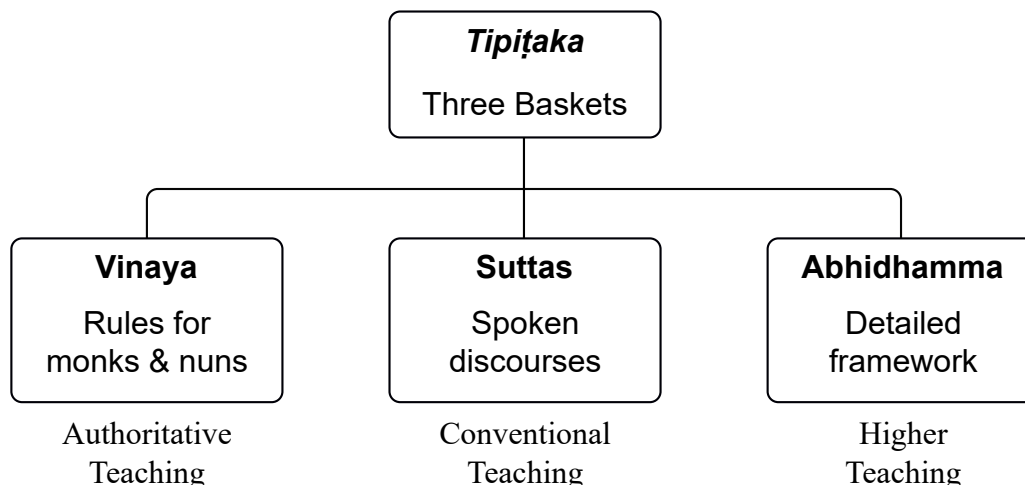 Tipiṭaka
Three Baskets
Vinaya
Rules for
monks & nuns
Authoritative
Teaching
Suttas
Spoken
discourses
Conventional
Teaching
Abhidhamma
Detailed
framework
Higher
Teaching